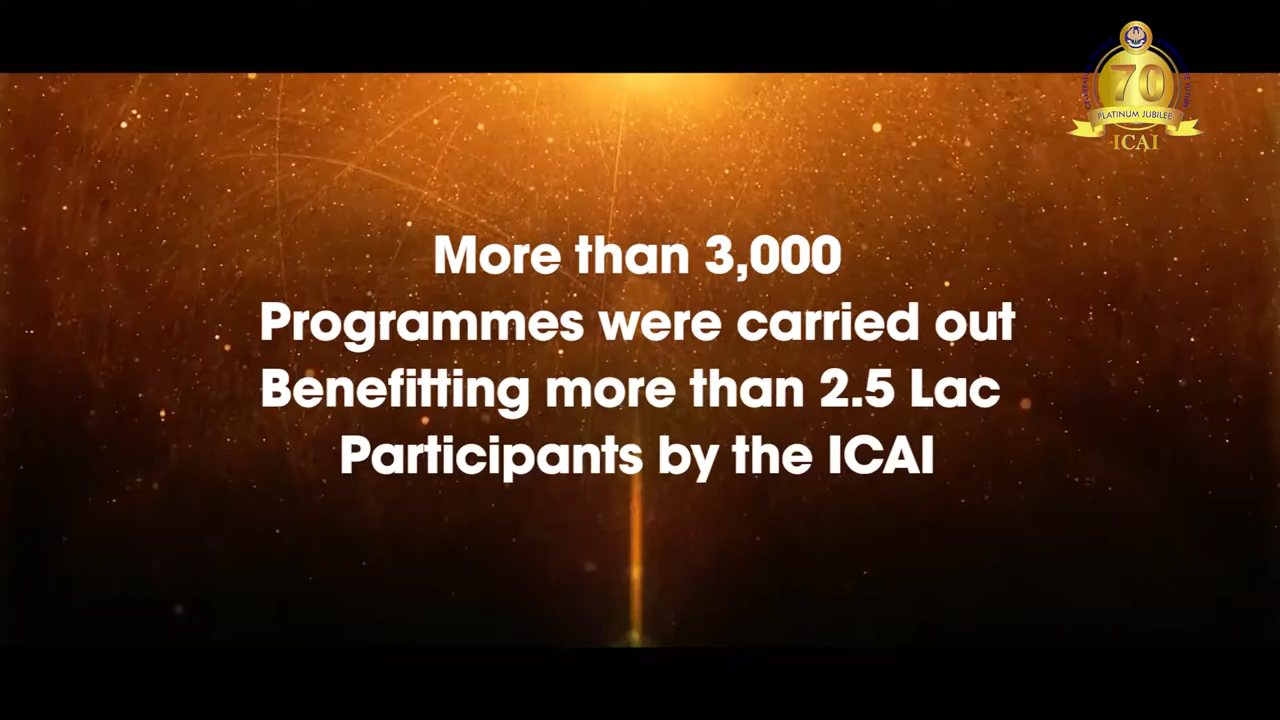 70
PLATINUM JUBILEE
ICAI
More than 3,000
Programmes were carried out
Benefitting more than 2.5 Lac
Participants by the ICAI